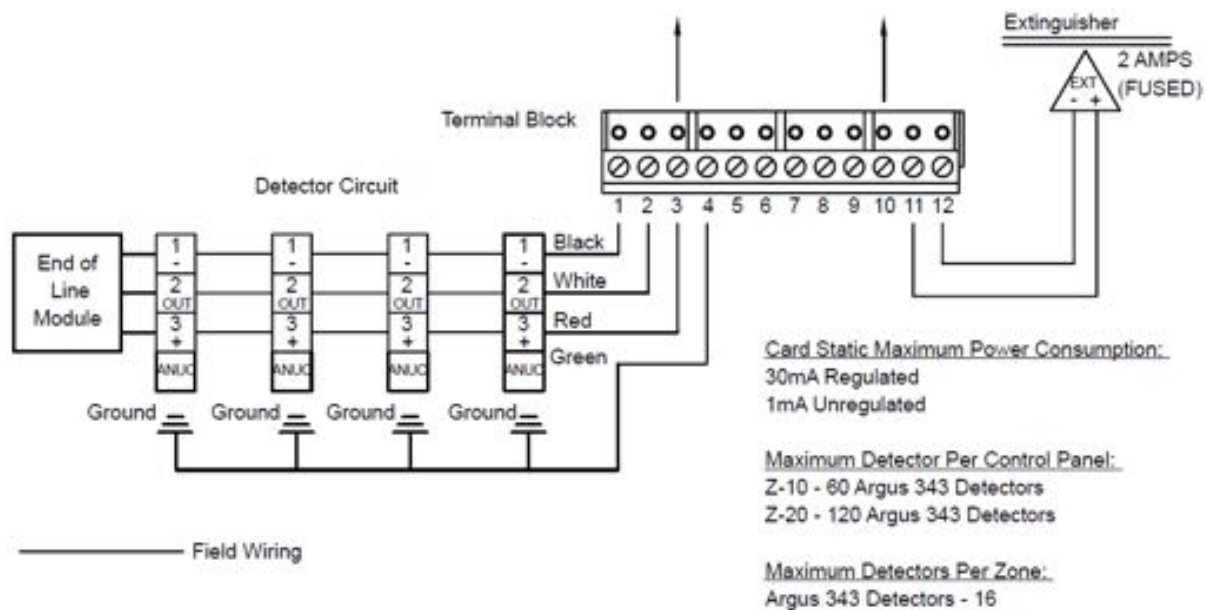 Extinguisher
2 AMPS
(FUSED)
EXT
- +
Terminal Block
Detector Circuit
1 2 3 4 5 6 7 8 9 10 11 12
End of
Line
Module
1
-
2
OUT
3
+
ANUC
1
-
2
OUT
3
+
ANUC
1
-
2
OUT
3
+
ANUC
1
-
2
OUT
3
+
ANUC
Black
White
Red
Green
Ground
Ground
Ground
Ground
Field Wiring
Card Static Maximum Power Consumption:
30mA Regulated
1mA Unregulated
Maximum Detector Per Control Panel:
Z-10 - 60 Argus 343 Detectors
Z-20 - 120 Argus 343 Detectors
Maximum Detectors Per Zone:
Argus 343 Detectors - 16